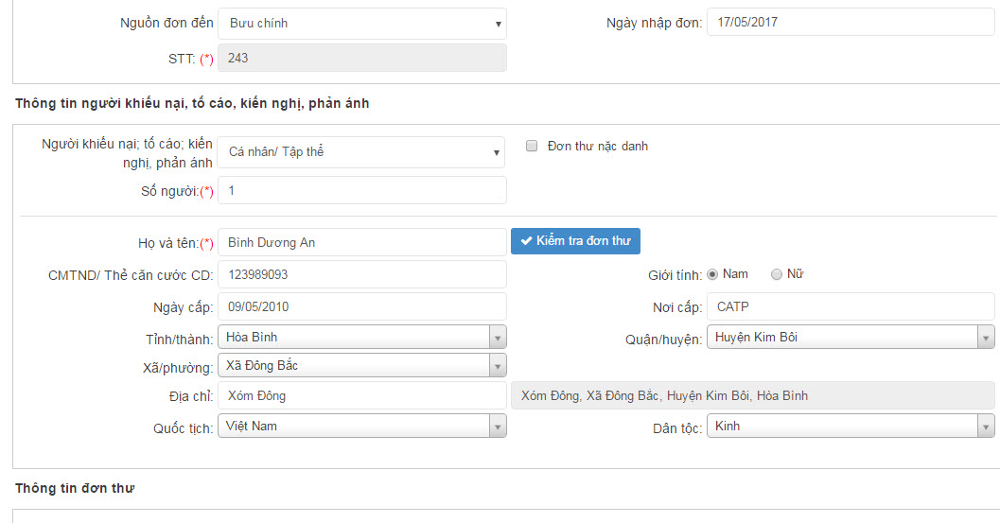 Nguồn đơn đến Bưu chính Ngày nhập đơn: 17/05/2017
STT: (*) 243
Thông tin người khiếu nại, tố cáo, kiến nghị, phản ánh
Người khiếu nại; tố cáo; kiến
nghị, phản ánh Cá nhân/ Tập thể Đơn thư nặc danh
Số người:(*) 1
Họ và tên:(*) Bình Dương An Kiểm tra đơn thư
CMTND/ Thẻ căn cước CD: 123989093 Giới tính: Nam Nữ
Ngày cấp: 09/05/2010 Nơi cấp: CATP
Tỉnh/thành: Hòa Bình Quận/huyện: Huyện Kim Bôi
Xã/phường: Xã Đông Bắc
Địa chỉ: Xóm Đông Xóm Đông, Xã Đông Bắc, Huyện Kim Bôi, Hòa Bình
Quốc tịch: Việt Nam Dân tộc: Kinh
Thông tin đơn thư